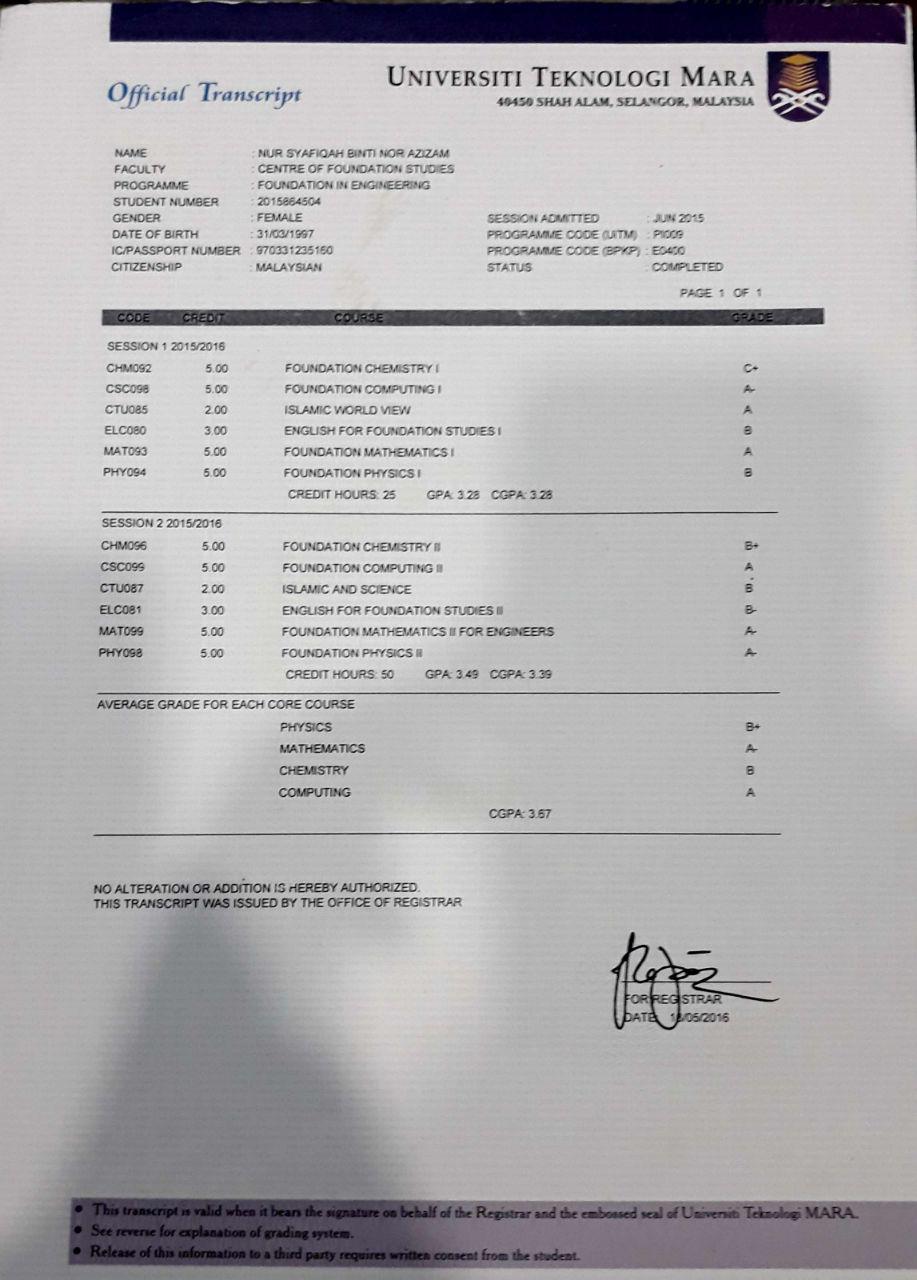 Official Transcript
UNIVERSITI TEKNOLOGI MARA
40450 SHAH ALAM, SELANGOR, MALAYSIA
NAME : NUR SYAFIQAH BINTI NOR AZIZAM
FACULTY : CENTRE OF FOUNDATION STUDIES
PROGRAMME : FOUNDATION IN ENGINEERING
STUDENT NUMBER : 2015864504
GENDER : FEMALE SESSION ADMITTED : JUN 2015
DATE OF BIRTH : 31/03/1997 PROGRAMME CODE (UITM) : PI009
IC/PASSPORT NUMBER : 970331235160 PROGRAMME CODE (BPKP) : E0400
CITIZENSHIP : MALAYSIAN STATUS : COMPLETED
PAGE 1 OF 1
CODE CREDIT COURSE GRADE
SESSION 1 2015/2016
CHM092 5.00 FOUNDATION CHEMISTRY I C+
CSC098 5.00 FOUNDATION COMPUTING I A-
CTU085 2.00 ISLAMIC WORLD VIEW A
ELC080 3.00 ENGLISH FOR FOUNDATION STUDIES I B
MAT093 5.00 FOUNDATION MATHEMATICS I A
PHY094 5.00 FOUNDATION PHYSICS I B
CREDIT HOURS: 25 GPA: 3.28 CGPA: 3.28
SESSION 2 2015/2016
CHM096 5.00 FOUNDATION CHEMISTRY II B+
CSC099 5.00 FOUNDATION COMPUTING II A
CTU087 2.00 ISLAMIC AND SCIENCE B
ELC081 3.00 ENGLISH FOR FOUNDATION STUDIES II B-
MAT099 5.00 FOUNDATION MATHEMATICS II FOR ENGINEERS A-
PHY098 5.00 FOUNDATION PHYSICS II A-
CREDIT HOURS: 50 GPA: 3.49 CGPA: 3.39
AVERAGE GRADE FOR EACH CORE COURSE
PHYSICS B+
MATHEMATICS A-
CHEMISTRY B
COMPUTING A
CGPA: 3.67
NO ALTERATION OR ADDITION IS HEREBY AUTHORIZED.
THIS TRANSCRIPT WAS ISSUED BY THE OFFICE OF REGISTRAR
FOR REGISTRAR
DATE
• This transcript is valid when it bears the signature on behalf of the Registrar and the embossed seal of Universiti Teknologi MARA.
• See reverse for explanation of grading system.
• Release of this information to a third party requires written consent from the student.